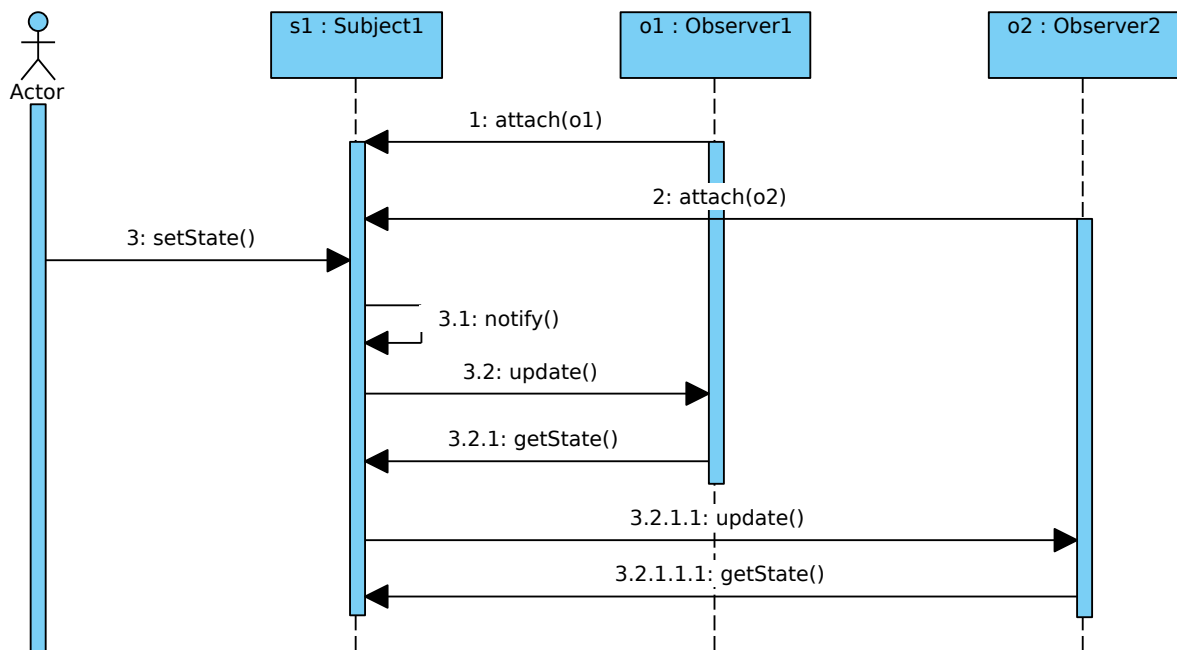 s1 : Subject1
o1 : Observer1
o2 : Observer2
Actor
1: attach(o1)
2: attach(o2)
3: setState()
3.1: notify()
3.2: update()
3.2.1: getState()
3.2.1.1: update()
3.2.1.1.1: getState()